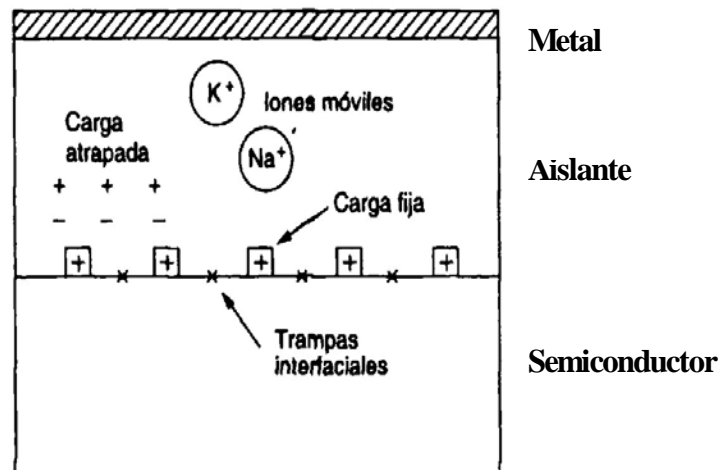 Metal
K+
Iones móviles
Carga
atrapada
Na+
Aislante
+ + +
− − −
Carga fija
+ + + + +
Trampas
interfaciales
Semiconductor